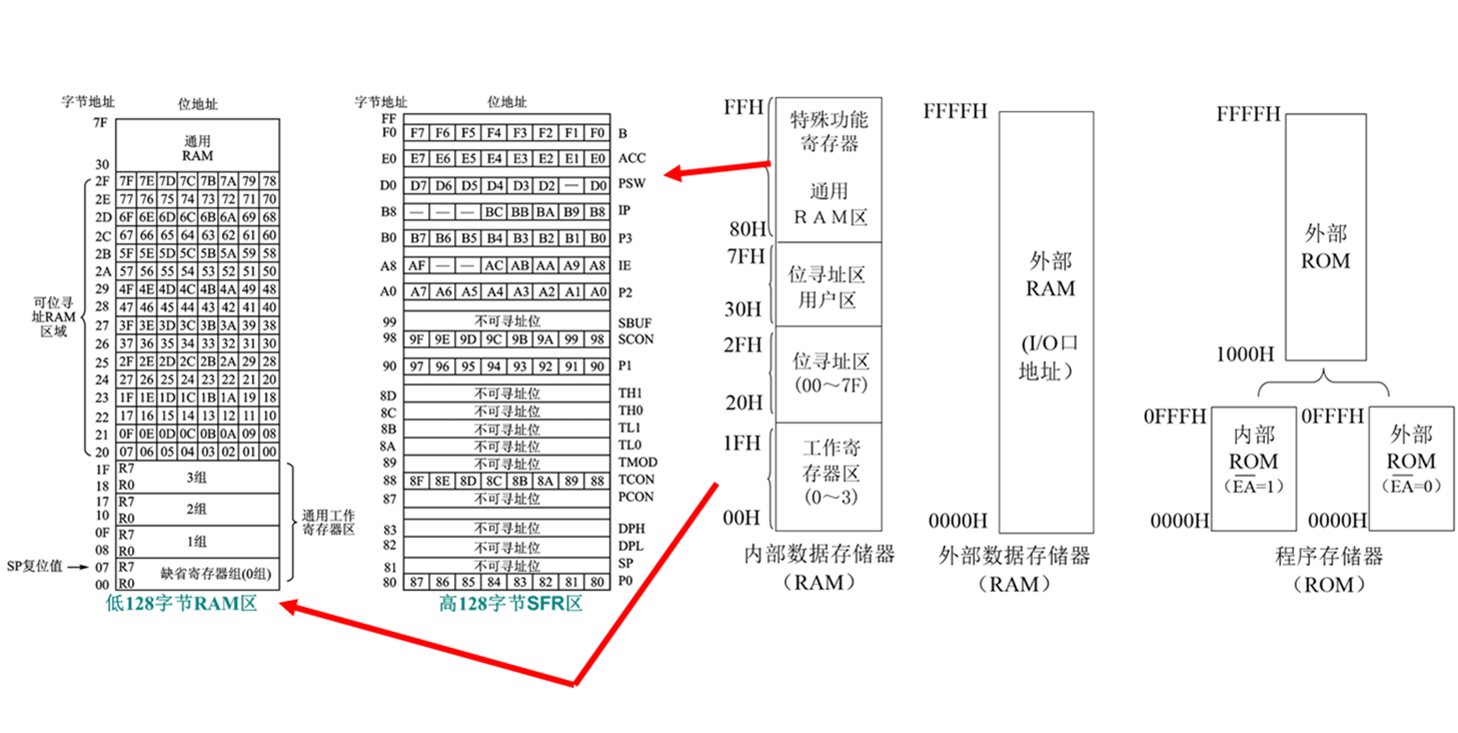 字节地址 位地址
7F
通用
RAM
30
2F 7F 7E 7D 7C 7B 7A 79 78
2E 77 76 75 74 73 72 71 70
2D 6F 6E 6D 6C 6B 6A 69 68
2C 67 66 65 64 63 62 61 60
2B 5F 5E 5D 5C 5B 5A 59 58
2A 57 56 55 54 53 52 51 50
29 4F 4E 4D 4C 4B 4A 49 48
28 47 46 45 44 43 42 41 40
27 3F 3E 3D 3C 3B 3A 39 38
26 37 36 35 34 33 32 31 30
25 2F 2E 2D 2C 2B 2A 29 28
24 27 26 25 24 23 22 21 20
23 1F 1E 1D 1C 1B 1A 19 18
22 17 16 15 14 13 12 11 10
21 0F 0E 0D 0C 0B 0A 09 08
20 07 06 05 04 03 02 01 00
可位寻
址RAM
区域
1F R7
3组
18 R0
17 R7
2组
10 R0
0F R7
1组
08 R0
SP复位值 07 R7
缺省寄存器组(0组)
00 R0
通用工作
寄存器区
低128字节RAM区
字节地址 位地址
FF
F0 F7 F6 F5 F4 F3 F2 F1 F0 B
E0 E7 E6 E5 E4 E3 E2 E1 E0 ACC
D0 D7 D6 D5 D4 D3 D2 — D0 PSW
B8 — — — BC BB BA B9 B8 IP
B0 B7 B6 B5 B4 B3 B2 B1 B0 P3
A8 AF — — AC AB AA A9 A8 IE
A0 A7 A6 A5 A4 A3 A2 A1 A0 P2
99 不可寻址位 SBUF
98 9F 9E 9D 9C 9B 9A 99 98 SCON
90 97 96 95 94 93 92 91 90 P1
8D 不可寻址位 TH1
8C 不可寻址位 TH0
8B 不可寻址位 TL1
8A 不可寻址位 TL0
89 不可寻址位 TMOD
88 8F 8E 8D 8C 8B 8A 89 88 TCON
87 不可寻址位 PCON
83 不可寻址位 DPH
82 不可寻址位 DPL
81 不可寻址位 SP
80 87 86 85 84 83 82 81 80 P0
高128字节SFR区
FFH
特殊功能
寄存器
通用
RAM区
80H
7FH
位寻址区
用户区
30H
2FH
位寻址区
(00～7F)
20H
1FH
工作寄
存器区
(0～3)
00H
内部数据存储器
（RAM）
FFFFH
外部
RAM
(I/O口
地址）
0000H
外部数据存储器
（RAM）
FFFFH
外部
ROM
1000H
0FFFH
内部
ROM
（EA=1）
0000H
0FFFH
外部
ROM
（EA=0）
0000H
程序存储器
（ROM）